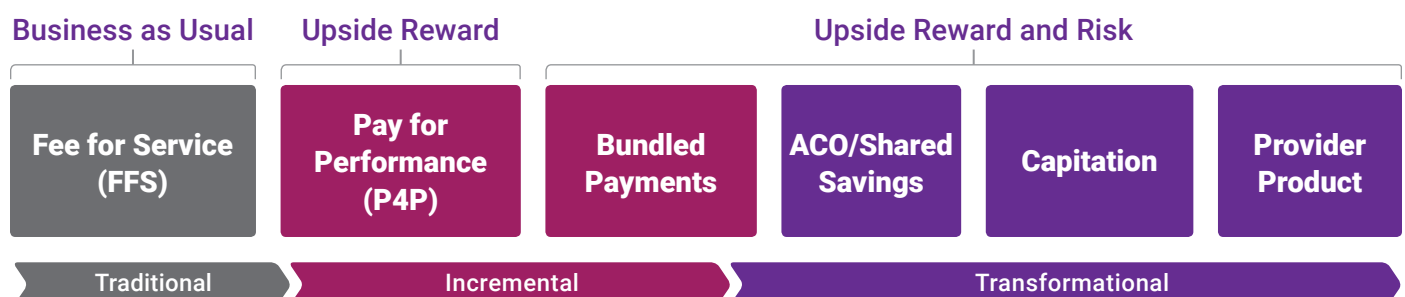 Business as Usual
Upside Reward
Upside Reward and Risk
Fee for Service
(FFS)
Pay for
Performance
(P4P)
Bundled
Payments
ACO/Shared
Savings
Capitation
Provider
Product
Traditional
Incremental
Transformational